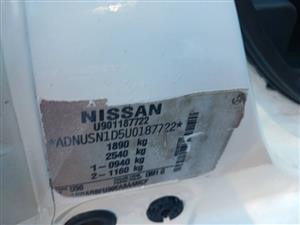 NISSAN
U901187722
*ADNUSN1D5U0187722*
1890 kg
2540 kg
1-0940 kg
2-1160 kg